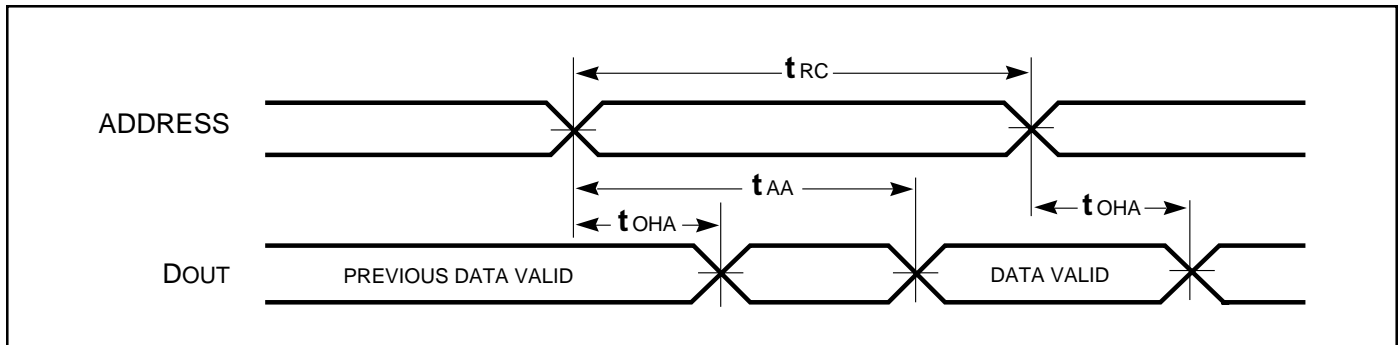 tRC
ADDRESS
tAA
tOHA
tOHA
DOUT
PREVIOUS DATA VALID
DATA VALID